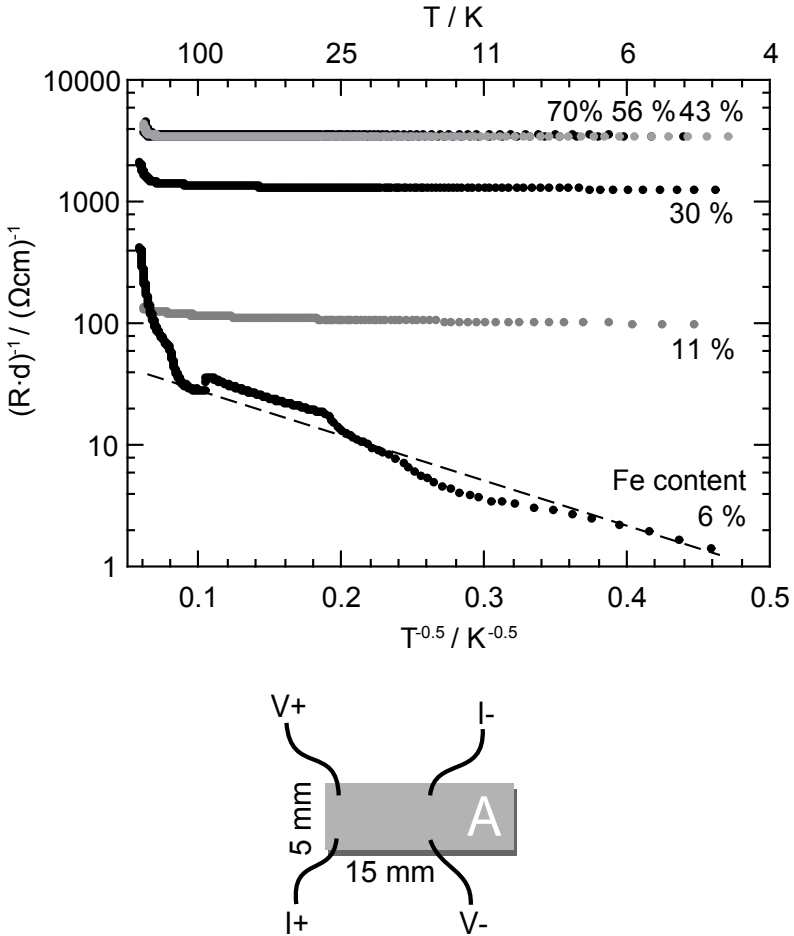 T / K
100 25 11 6 4
10000
70% 56 % 43 %
1000
30 %
100
11 %
10
Fe content
6 %
1
(R·d)⁻¹ / (Ωcm)⁻¹
0.1 0.2 0.3 0.4 0.5
T⁻⁰·⁵ / K⁻⁰·⁵
V+ I-
5 mm
A
15 mm
I+ V-